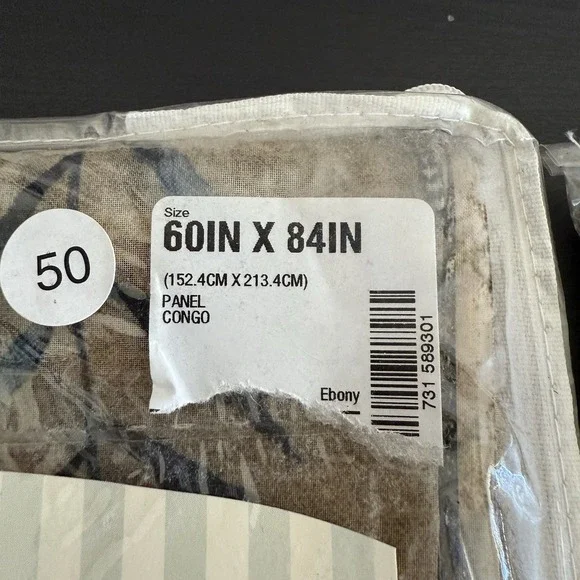 50
Size
60IN X 84IN
(152.4CM X 213.4CM)
PANEL
CONGO
Ebony
731 589301